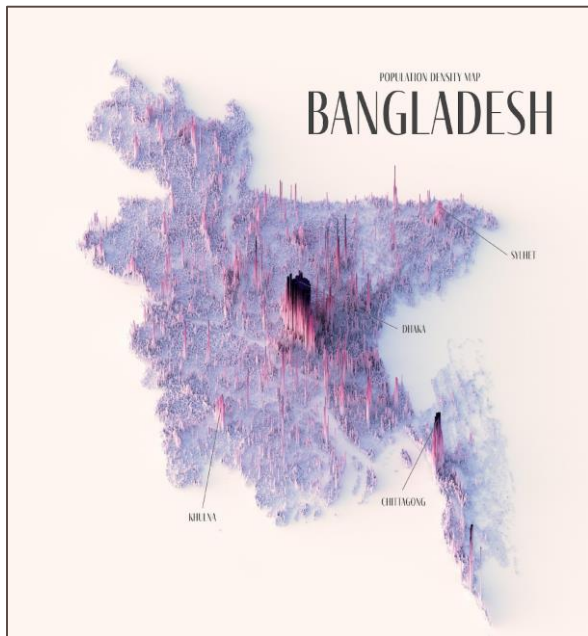 POPULATION DENSITY MAP
BANGLADESH
SYLHET
DHAKA
CHITTAGONG
KHULNA